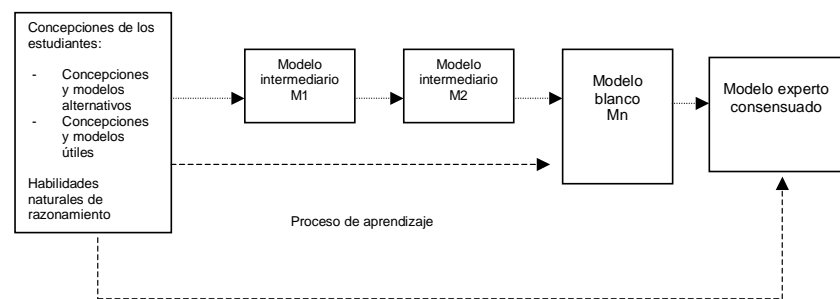 Concepciones de los
estudiantes:
- Concepciones
y modelos
alternativos
- Concepciones
y modelos
útiles
Habilidades
naturales de
razonamiento
Modelo
intermediario
M1
Modelo
intermediario
M2
Modelo
blanco
Mn
Modelo experto
consensuado
Proceso de aprendizaje